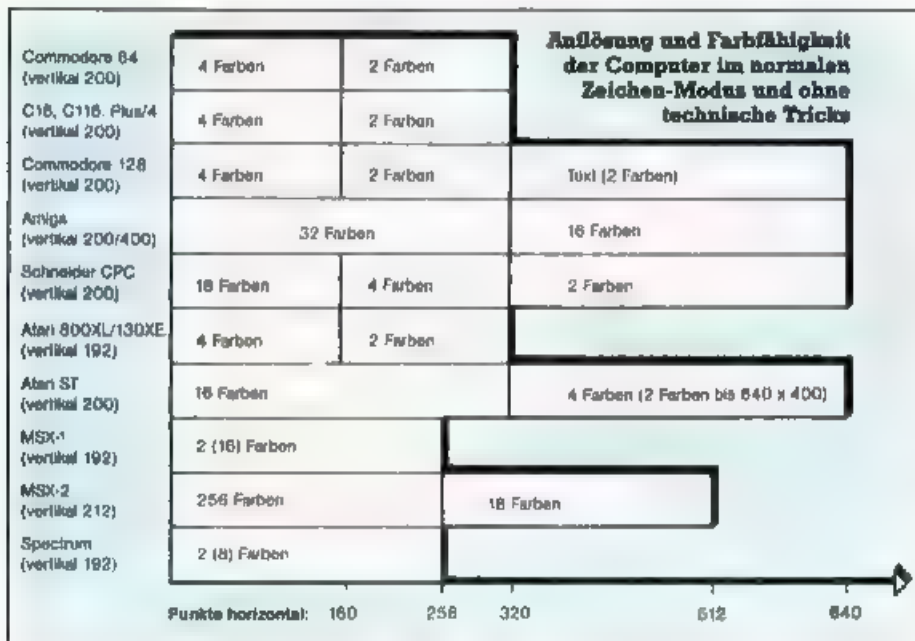 Auflösung und Farbfähigkeit
der Computer im normalen
Zeichen-Modus und ohne
technische Tricks
Commodore 64
(vertikal 200)
4 Farben
2 Farben
C16, C116, Plus/4
(vertikal 200)
4 Farben
2 Farben
Commodore 128
(vertikal 200)
4 Farben
2 Farben
Text (2 Farben)
Amiga
(vertikal 200/400)
32 Farben
16 Farben
Schneider CPC
(vertikal 200)
16 Farben
4 Farben
2 Farben
Atari 800XL/130XE
(vertikal 192)
4 Farben
2 Farben
Atari ST
(vertikal 200)
16 Farben
4 Farben (2 Farben bis 640 x 400)
MSX-1
(vertikal 192)
2 (16) Farben
MSX-2
(vertikal 212)
256 Farben
16 Farben
Spectrum
(vertikal 192)
2 (8) Farben
Punkte horizontal: 160 256 320 512 640